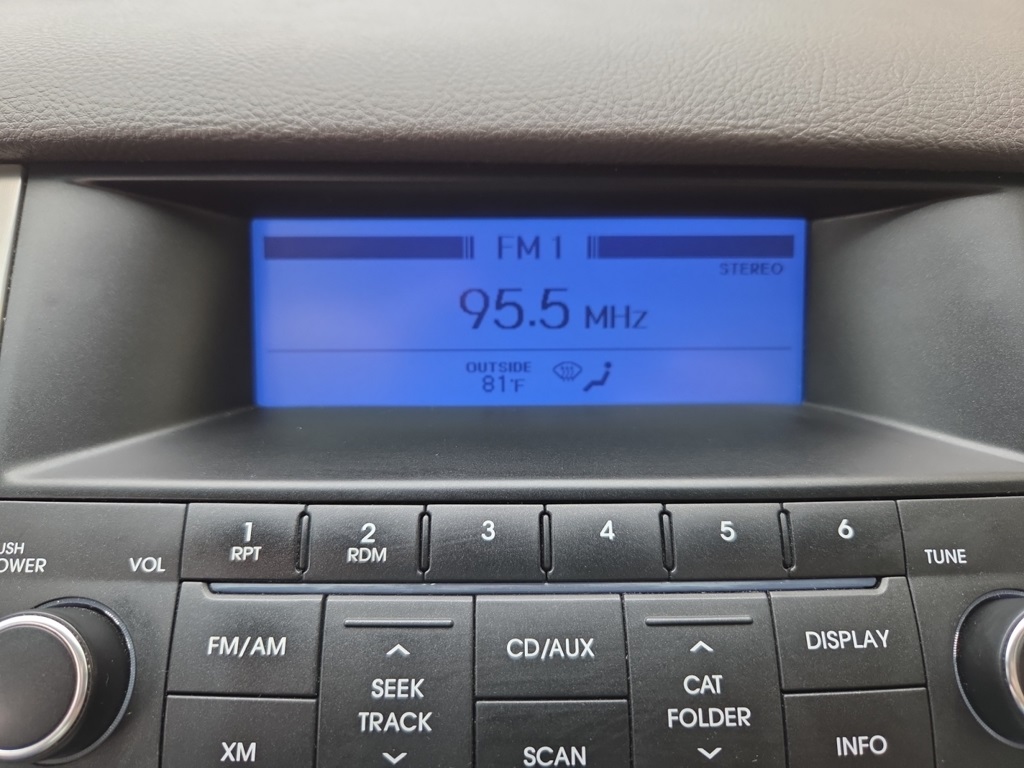 FM 1
STEREO
95.5 MHz
OUTSIDE
81°F
1 2 3 4 5 6
RPT RDM
VOL
TUNE
FM/AM
SEEK
TRACK
CD/AUX
CAT
FOLDER
DISPLAY
XM
SCAN
INFO